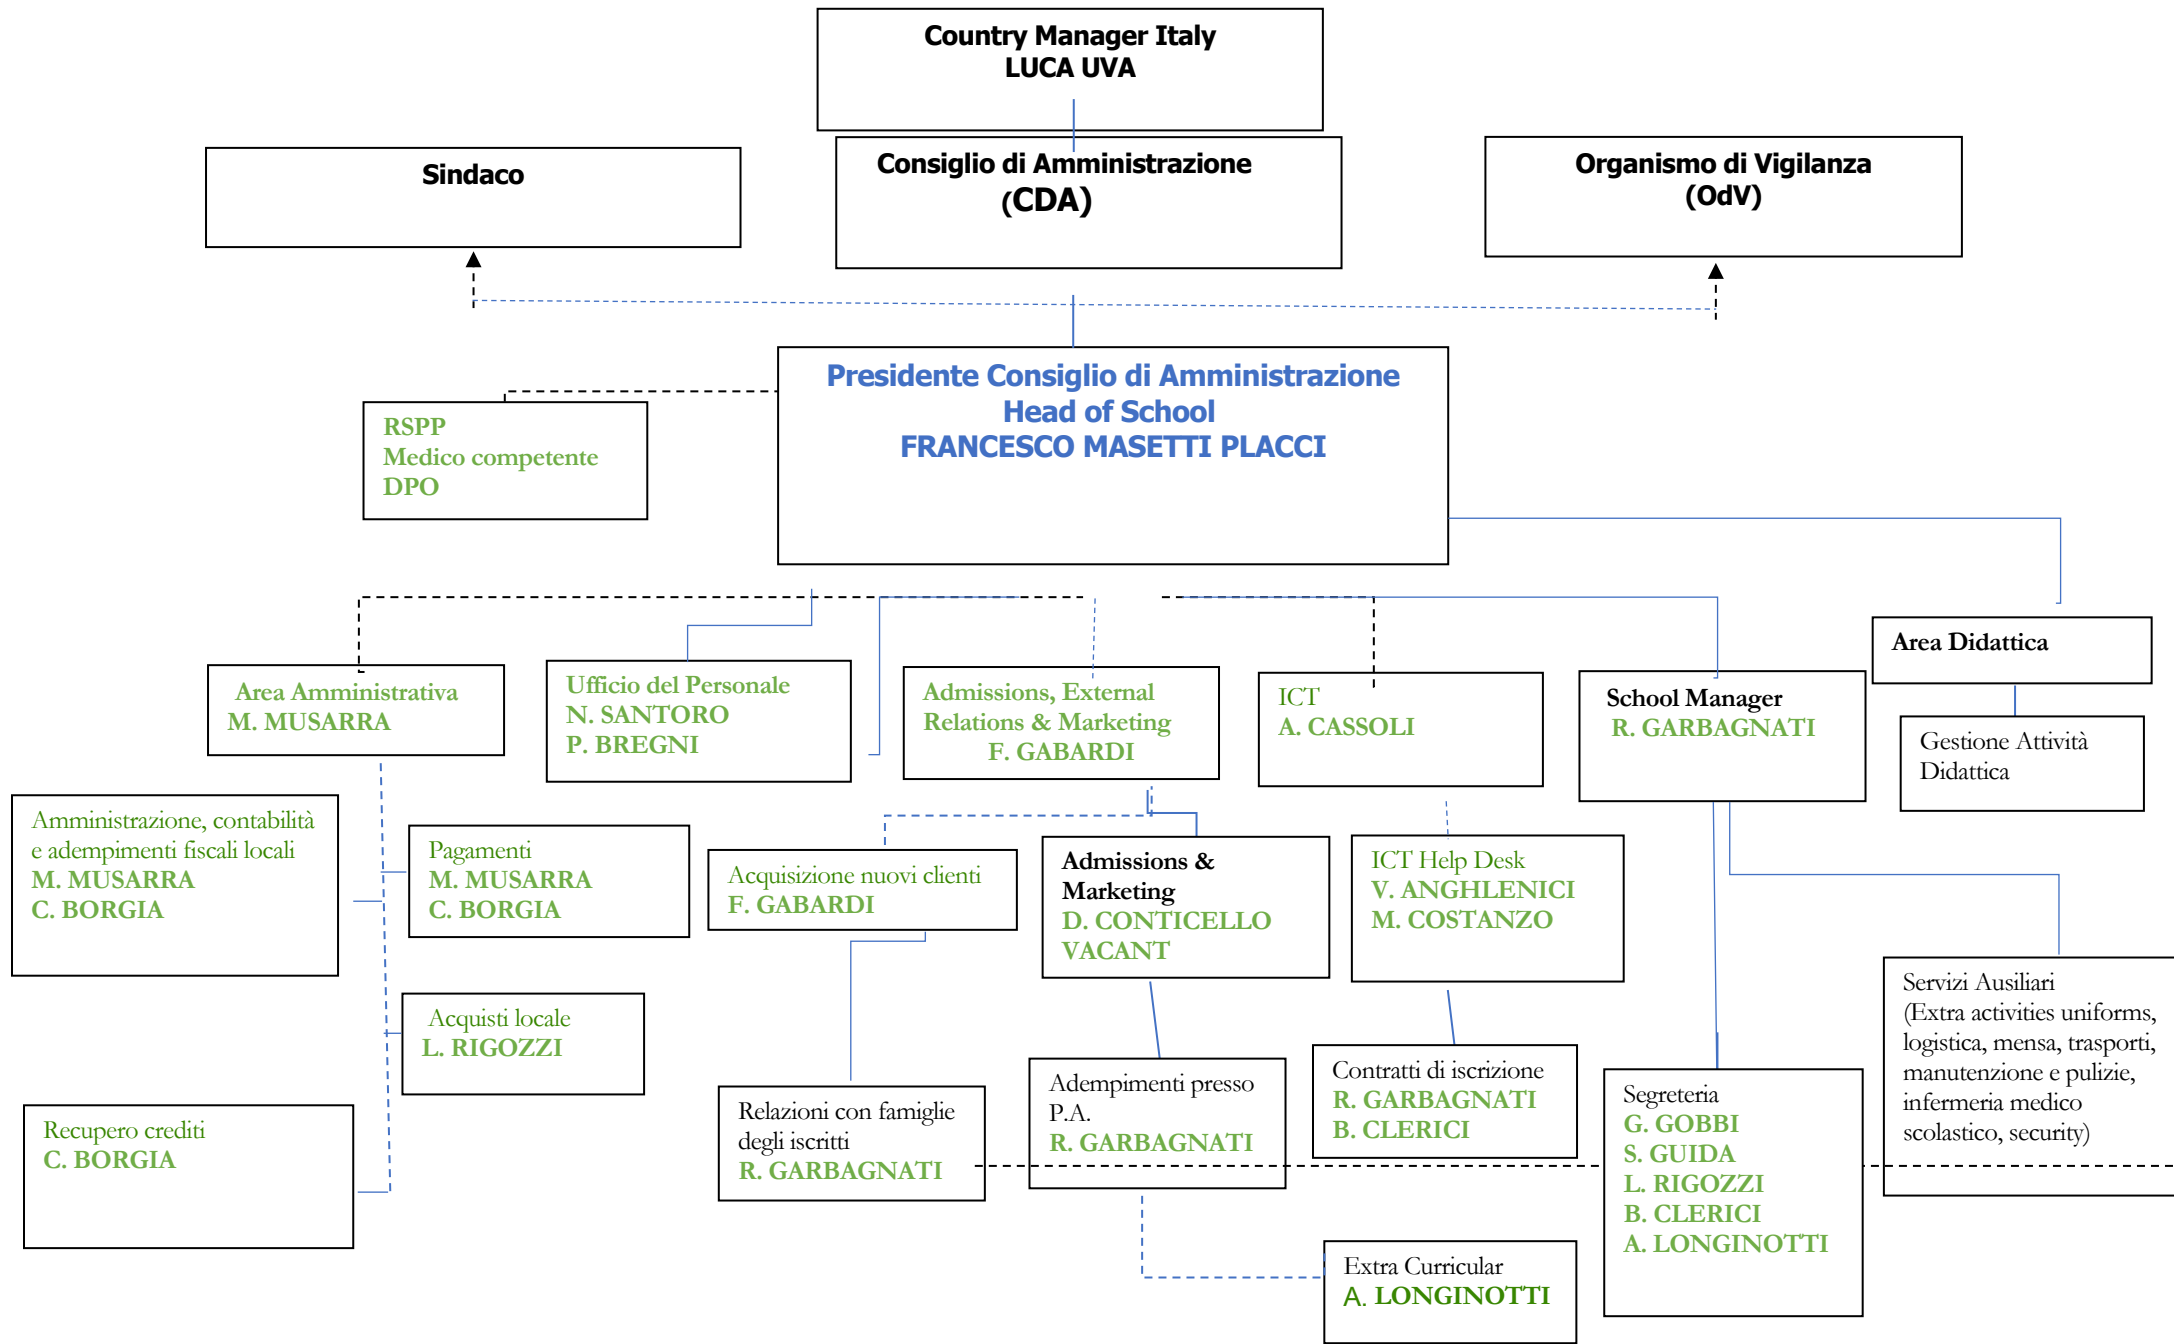 Country Manager Italy
LUCA UVA
Sindaco
Consiglio di Amministrazione
(CDA)
Organismo di Vigilanza
(OdV)
Presidente Consiglio di Amministrazione
Head of School
FRANCESCO MASETTI PLACCI
RSPP
Medico competente
DPO
Area Amministrativa
M. MUSARRA
Ufficio del Personale
N. SANTORO
P. BREGNI
Admissions, External
Relations & Marketing
F. GABARDI
ICT
A. CASSOLI
School Manager
R. GARBAGNATI
Area Didattica
Gestione Attività
Didattica
Amministrazione, contabilità
e adempimenti fiscali locali
M. MUSARRA
C. BORGIA
Pagamenti
M. MUSARRA
C. BORGIA
Acquisizione nuovi clienti
F. GABARDI
Admissions &
Marketing
D. CONTICELLO
VACANT
ICT Help Desk
V. ANGHLENICI
M. COSTANZO
Acquisti locale
L. RIGOZZI
Servizi Ausiliari
(Extra activities uniforms,
logistica, mensa, trasporti,
manutenzione e pulizie,
infermeria medico
scolastico, security)
Recupero crediti
C. BORGIA
Relazioni con famiglie
degli iscritti
R. GARBAGNATI
Adempimenti presso
P.A.
R. GARBAGNATI
Contratti di iscrizione
R. GARBAGNATI
B. CLERICI
Segreteria
G. GOBBI
S. GUIDA
L. RIGOZZI
B. CLERICI
A. LONGINOTTI
Extra Curricular
A. LONGINOTTI